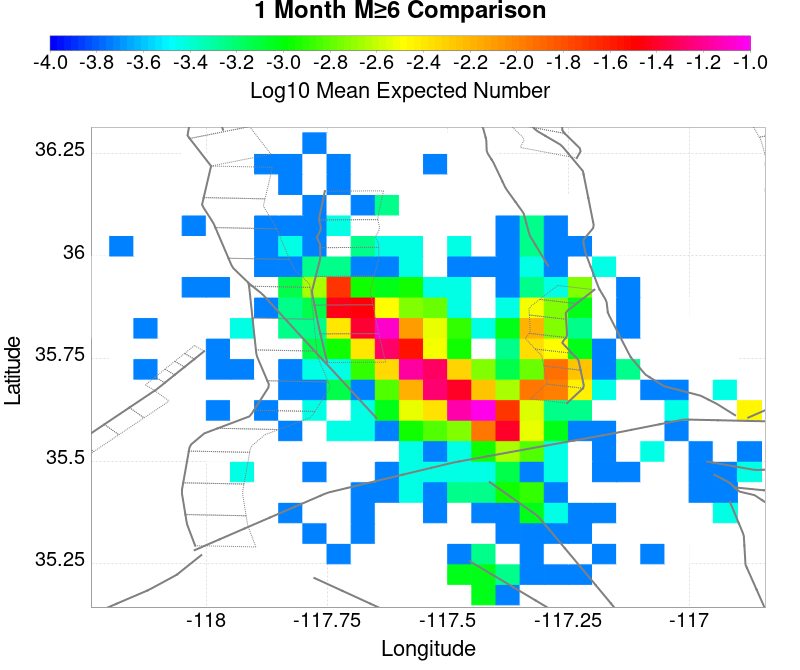 1 Month M≥6 Comparison
-4.0 -3.8 -3.6 -3.4 -3.2 -3.0 -2.8 -2.6 -2.4 -2.2 -2.0 -1.8 -1.6 -1.4 -1.2 -1.0
Log10 Mean Expected Number
36.25
36
35.75
35.5
35.25
Latitude
-118 -117.75 -117.5 -117.25 -117
Longitude